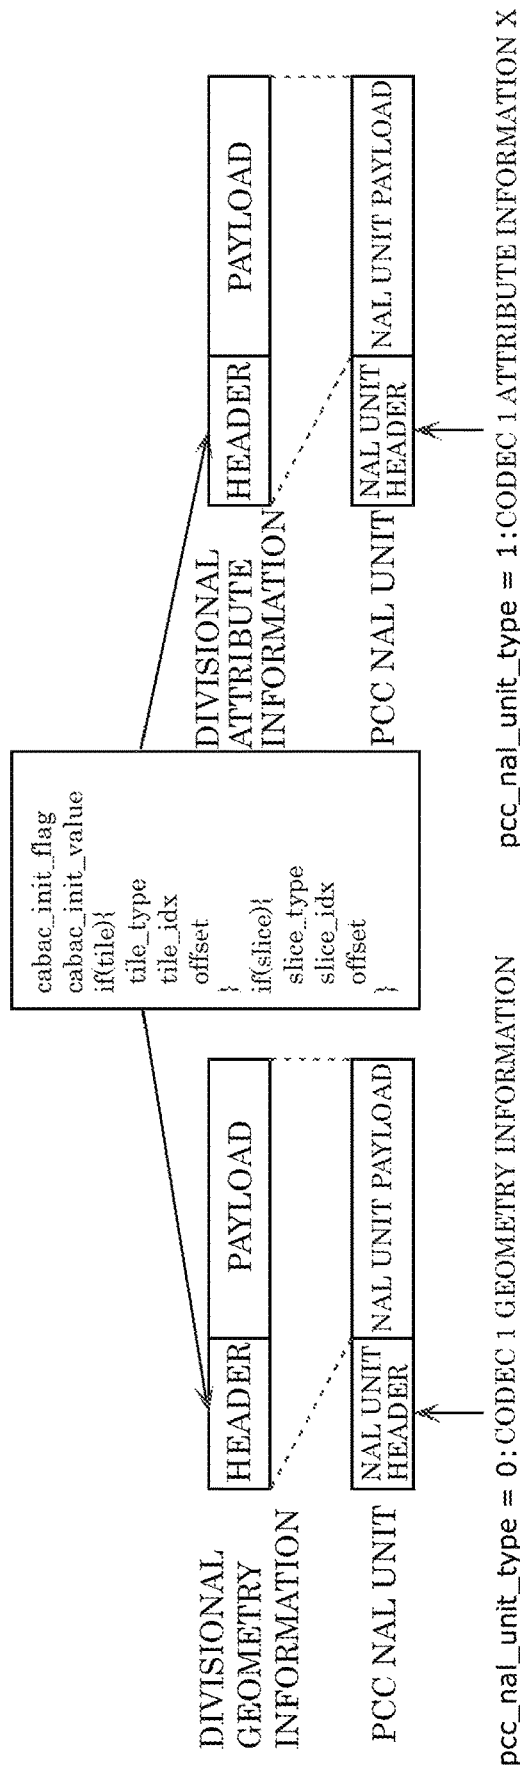 cabac_init_flag
cabac_init_value
if(tile){
tile_type
tile_idx
offset
}
if(slice){
slice_type
slice_idx
offset
}
DIVISIONAL
GEOMETRY
INFORMATION
HEADER
PAYLOAD
PCC NAL UNIT
NAL UNIT
HEADER
NAL UNIT PAYLOAD
pcc_nal_unit_type = 0:CODEC 1 GEOMETRY INFORMATION
DIVISIONAL
ATTRIBUTE
INFORMATION
HEADER
PAYLOAD
PCC NAL UNIT
NAL UNIT
HEADER
NAL UNIT PAYLOAD
pcc_nal_unit_type = 1:CODEC 1 ATTRIBUTE INFORMATION X